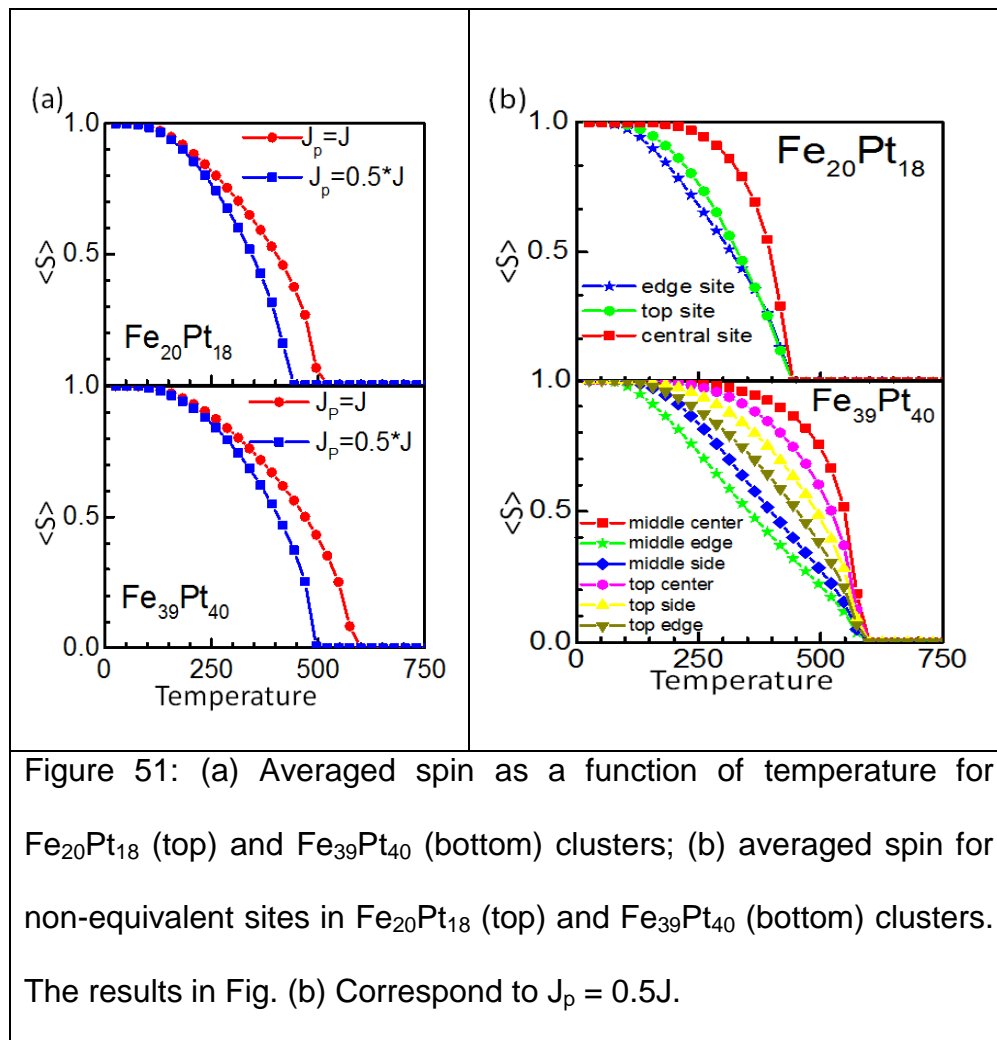 (a)
1.0
0.5
0.0
<S>
Jp=J
Jp=0.5*J
Fe20Pt18
1.0
0.5
0.0
<S>
JP=J
JP=0.5*J
Fe39Pt40
0 250 500 750
Temperature
(b)
1.0
0.5
0.0
<S>
Fe20Pt18
edge site
top site
central site
1.0
0.5
0.0
<S>
Fe39Pt40
middle center
middle edge
middle side
top center
top side
top edge
0 250 500 750
Temperature
Figure 51: (a) Averaged spin as a function of temperature for
Fe20Pt18 (top) and Fe39Pt40 (bottom) clusters; (b) averaged spin for
non-equivalent sites in Fe20Pt18 (top) and Fe39Pt40 (bottom) clusters.
The results in Fig. (b) Correspond to Jp = 0.5J.